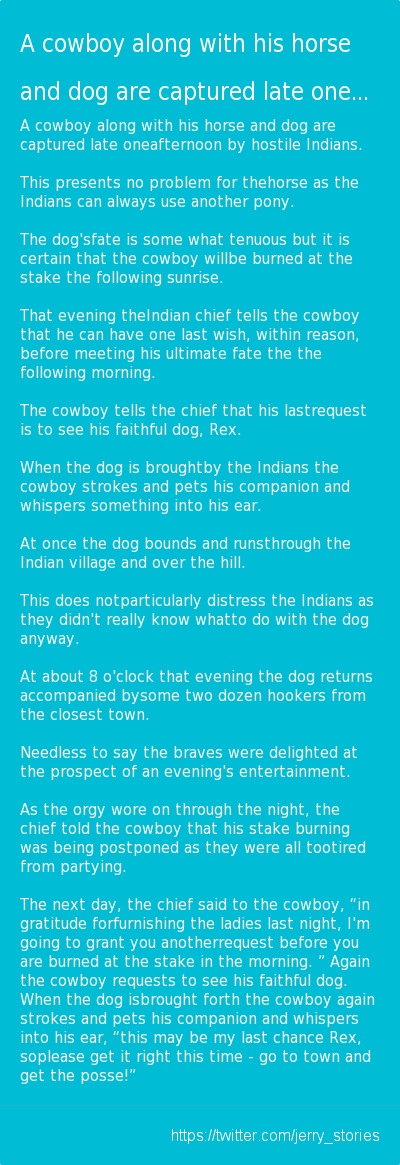 A cowboy along with his horse
and dog are captured late one...
A cowboy along with his horse and dog are
captured late oneafternoon by hostile Indians.
This presents no problem for thehorse as the
Indians can always use another pony.
The dog'sfate is some what tenuous but it is
certain that the cowboy willbe burned at the
stake the following sunrise.
That evening theIndian chief tells the cowboy
that he can have one last wish, within reason,
before meeting his ultimate fate the the
following morning.
The cowboy tells the chief that his lastrequest
is to see his faithful dog, Rex.
When the dog is broughtby the Indians the
cowboy strokes and pets his companion and
whispers something into his ear.
At once the dog bounds and runsthrough the
Indian village and over the hill.
This does notparticularly distress the Indians as
they didn't really know whatto do with the dog
anyway.
At about 8 o'clock that evening the dog returns
accompanied bysome two dozen hookers from
the closest town.
Needless to say the braves were delighted at
the prospect of an evening's entertainment.
As the orgy wore on through the night, the
chief told the cowboy that his stake burning
was being postponed as they were all tootired
from partying.
The next day, the chief said to the cowboy, “in
gratitude forfurnishing the ladies last night, I'm
going to grant you anotherrequest before you
are burned at the stake in the morning. ” Again
the cowboy requests to see his faithful dog.
When the dog isbrought forth the cowboy again
strokes and pets his companion and whispers
into his ear, “this may be my last chance Rex,
soplease get it right this time - go to town and
get the posse!”
https://twitter.com/jerry_stories